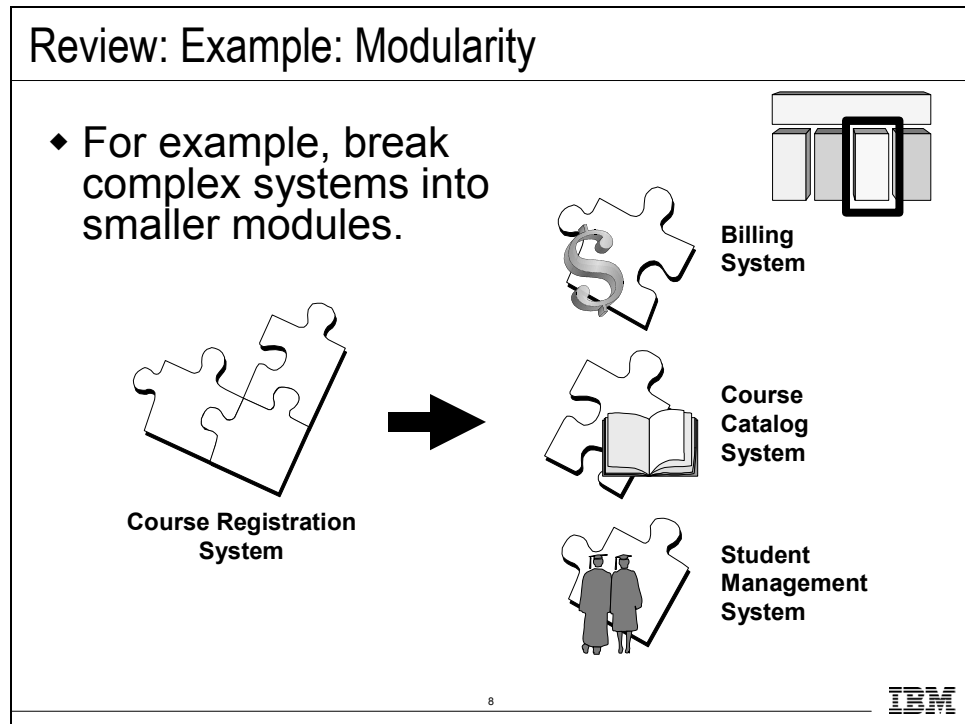 Review: Example: Modularity
◆ For example, break
complex systems into
smaller modules.
Billing
System
Course
Catalog
System
Course Registration
System
Student
Management
System
8
IBM